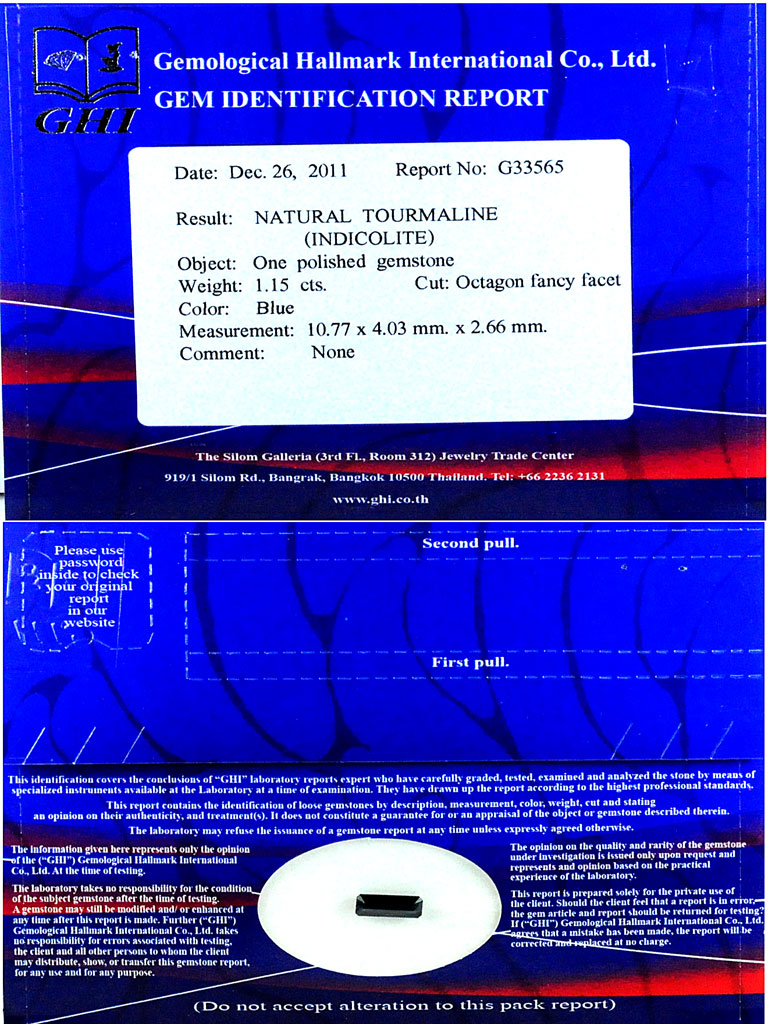 GHI
Gemological Hallmark International Co., Ltd.
GEM IDENTIFICATION REPORT
Date: Dec. 26, 2011 Report No: G33565
Result: NATURAL TOURMALINE
(INDICOLITE)
Object: One polished gemstone
Weight: 1.15 cts. Cut: Octagon fancy facet
Color: Blue
Measurement: 10.77 x 4.03 mm. x 2.66 mm.
Comment: None
The Silom Galleria (3rd Fl., Room 312) Jewelry Trade Center
919/1 Silom Rd., Bangrak, Bangkok 10500 Thailand. Tel: +66 2236 2131
www.ghi.co.th
Please use
password
inside to check
your original
report
in our
website
Second pull.
First pull.
This identification covers the conclusions of “GHI” laboratory reports expert who have carefully graded, tested, examined and analyzed the stone by means of
specialized instruments available at the Laboratory at a time of examination. They have drawn up the report according to the highest professional standards.
This report contains the identification of loose gemstones by description, measurement, color, weight, cut and stating
an opinion on their authenticity, and treatment(s). It does not constitute a guarantee for or an appraisal of the object or gemstone described therein.
The laboratory may refuse the issuance of a gemstone report at any time unless expressly agreed otherwise.
The information given here represents only the opinion
of the (“GHI”) Gemological Hallmark International
Co., Ltd. At the time of testing.
The laboratory takes no responsibility for the condition
of the subject gemstone after the time of testing.
A gemstone may still be modified and/ or enhanced at
any time after this report is made. Further (“GHI”)
Gemological Hallmark International Co., Ltd. takes
no responsibility for errors associated with testing,
the client and all other persons to whom the client
may distribute, show, or transfer this gemstone report,
for any use and for any purpose.
The opinion on the quality and rarity of the gemstone
under investigation is issued only upon request and
represents and opinion based on the practical
experience of the laboratory.
This report is prepared solely for the private use of
the client. Should the client feel that a report is in error,
the gem article and report should be returned for testing?
If (“GHI”) Gemological Hallmark International Co., Ltd.
agrees that a mistake has been made, the report will be
corrected and replaced at no charge.
(Do not accept alteration to this pack report)